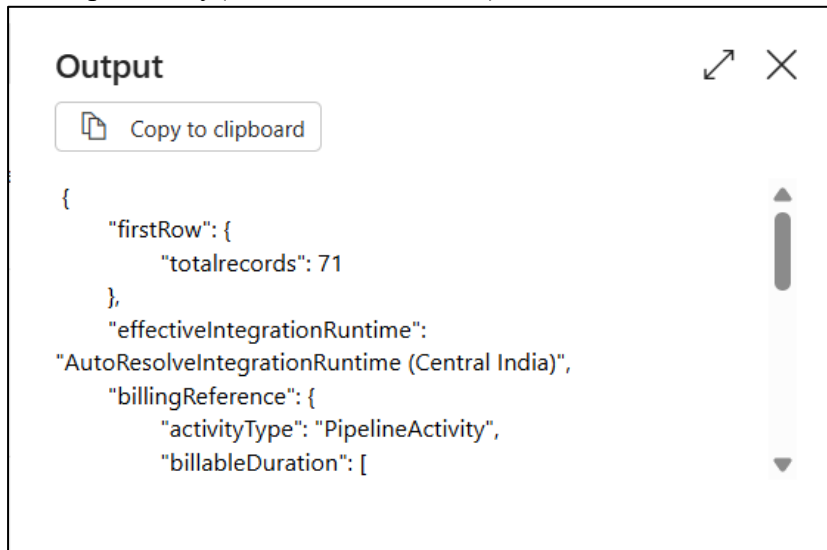 Output
Copy to clipboard
{
"firstRow": {
"totalrecords": 71
},
"effectiveIntegrationRuntime":
"AutoResolveIntegrationRuntime (Central India)",
"billingReference": {
"activityType": "PipelineActivity",
"billableDuration": [